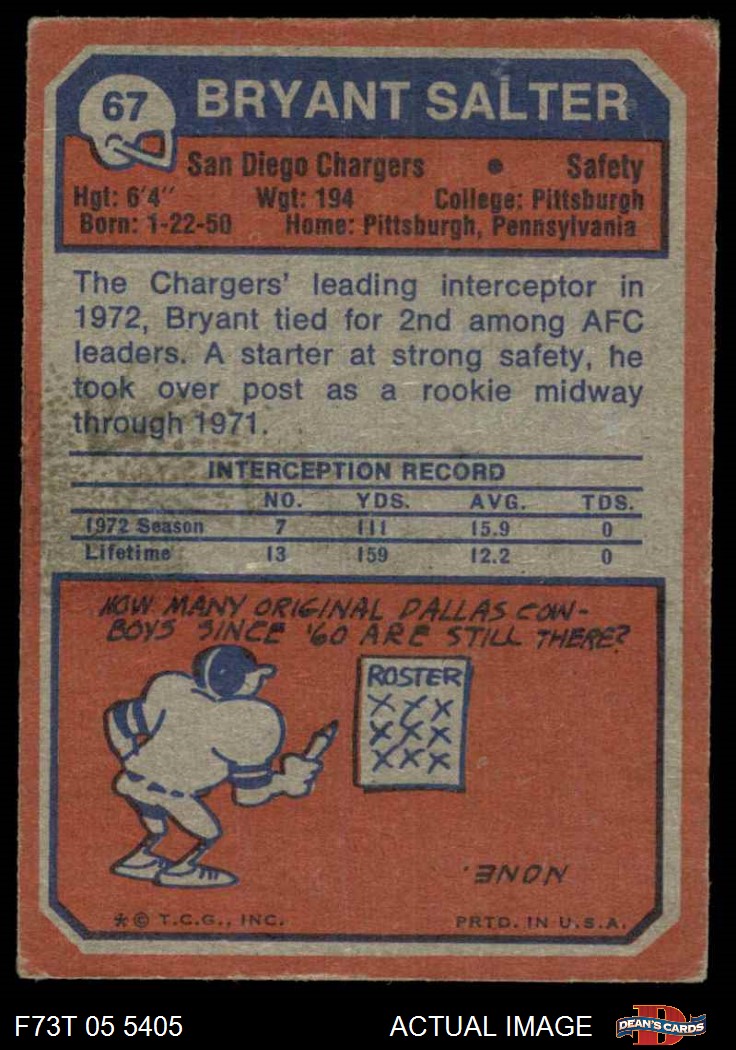 67 BRYANT SALTER
San Diego Chargers • Safety
Hgt: 6'4" Wgt: 194 College: Pittsburgh
Born: 1-22-50 Home: Pittsburgh, Pennsylvania
The Chargers' leading interceptor in
1972, Bryant tied for 2nd among AFC
leaders. A starter at strong safety, he
took over post as a rookie midway
through 1971.
INTERCEPTION RECORD
NO. YDS. AVG. TDS.
1972 Season 7 111 15.9 0
Lifetime 13 159 12.2 0
HOW MANY ORIGINAL DALLAS COW-
BOYS SINCE '60 ARE STILL THERE?
ROSTER
XXX
XXX
XXX
NONE.
* © T.C.G., INC. PRTD. IN U.S.A.
F73T 05 5405 ACTUAL IMAGE D DEAN'S CARDS